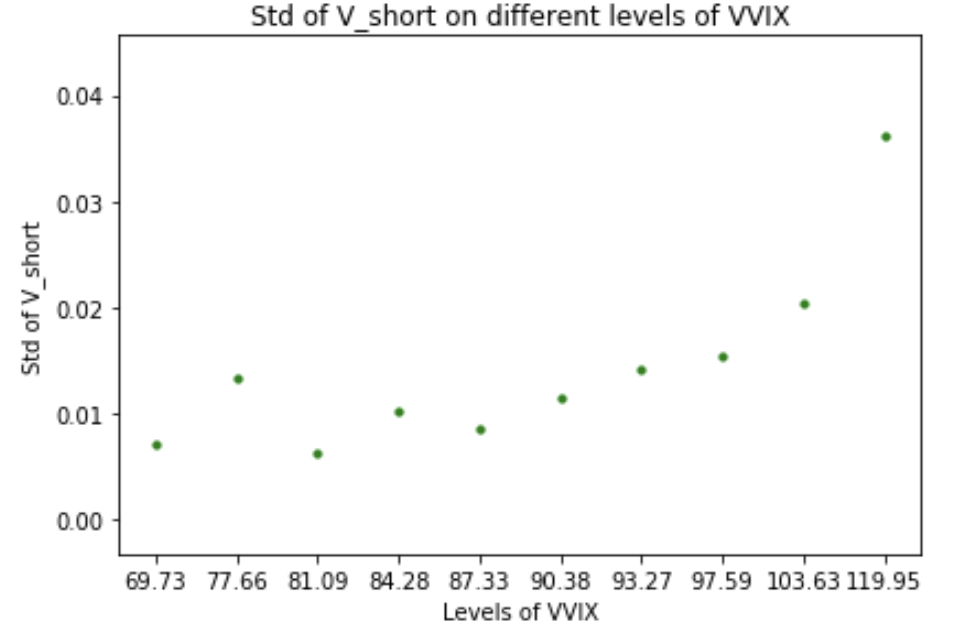 Std of V_short on different levels of VVIX
0.04
0.03
0.02
0.01
0.00
Std of V_short
69.73 77.66 81.09 84.28 87.33 90.38 93.27 97.59 103.63 119.95
Levels of VVIX